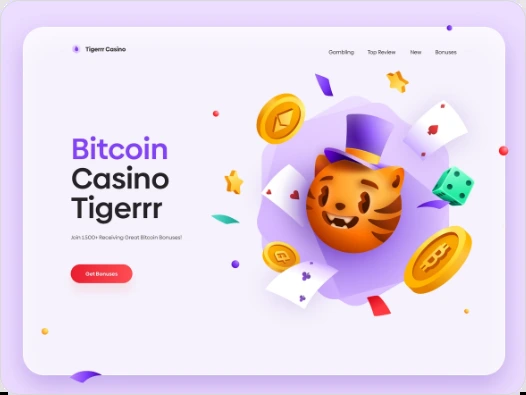 Tigerrr Casino
Gambling Top Review New Bonuses
Bitcoin
Casino
Tigerrr
Join 1500+ Receiving Great Bitcoin Bonuses!
Get Bonuses